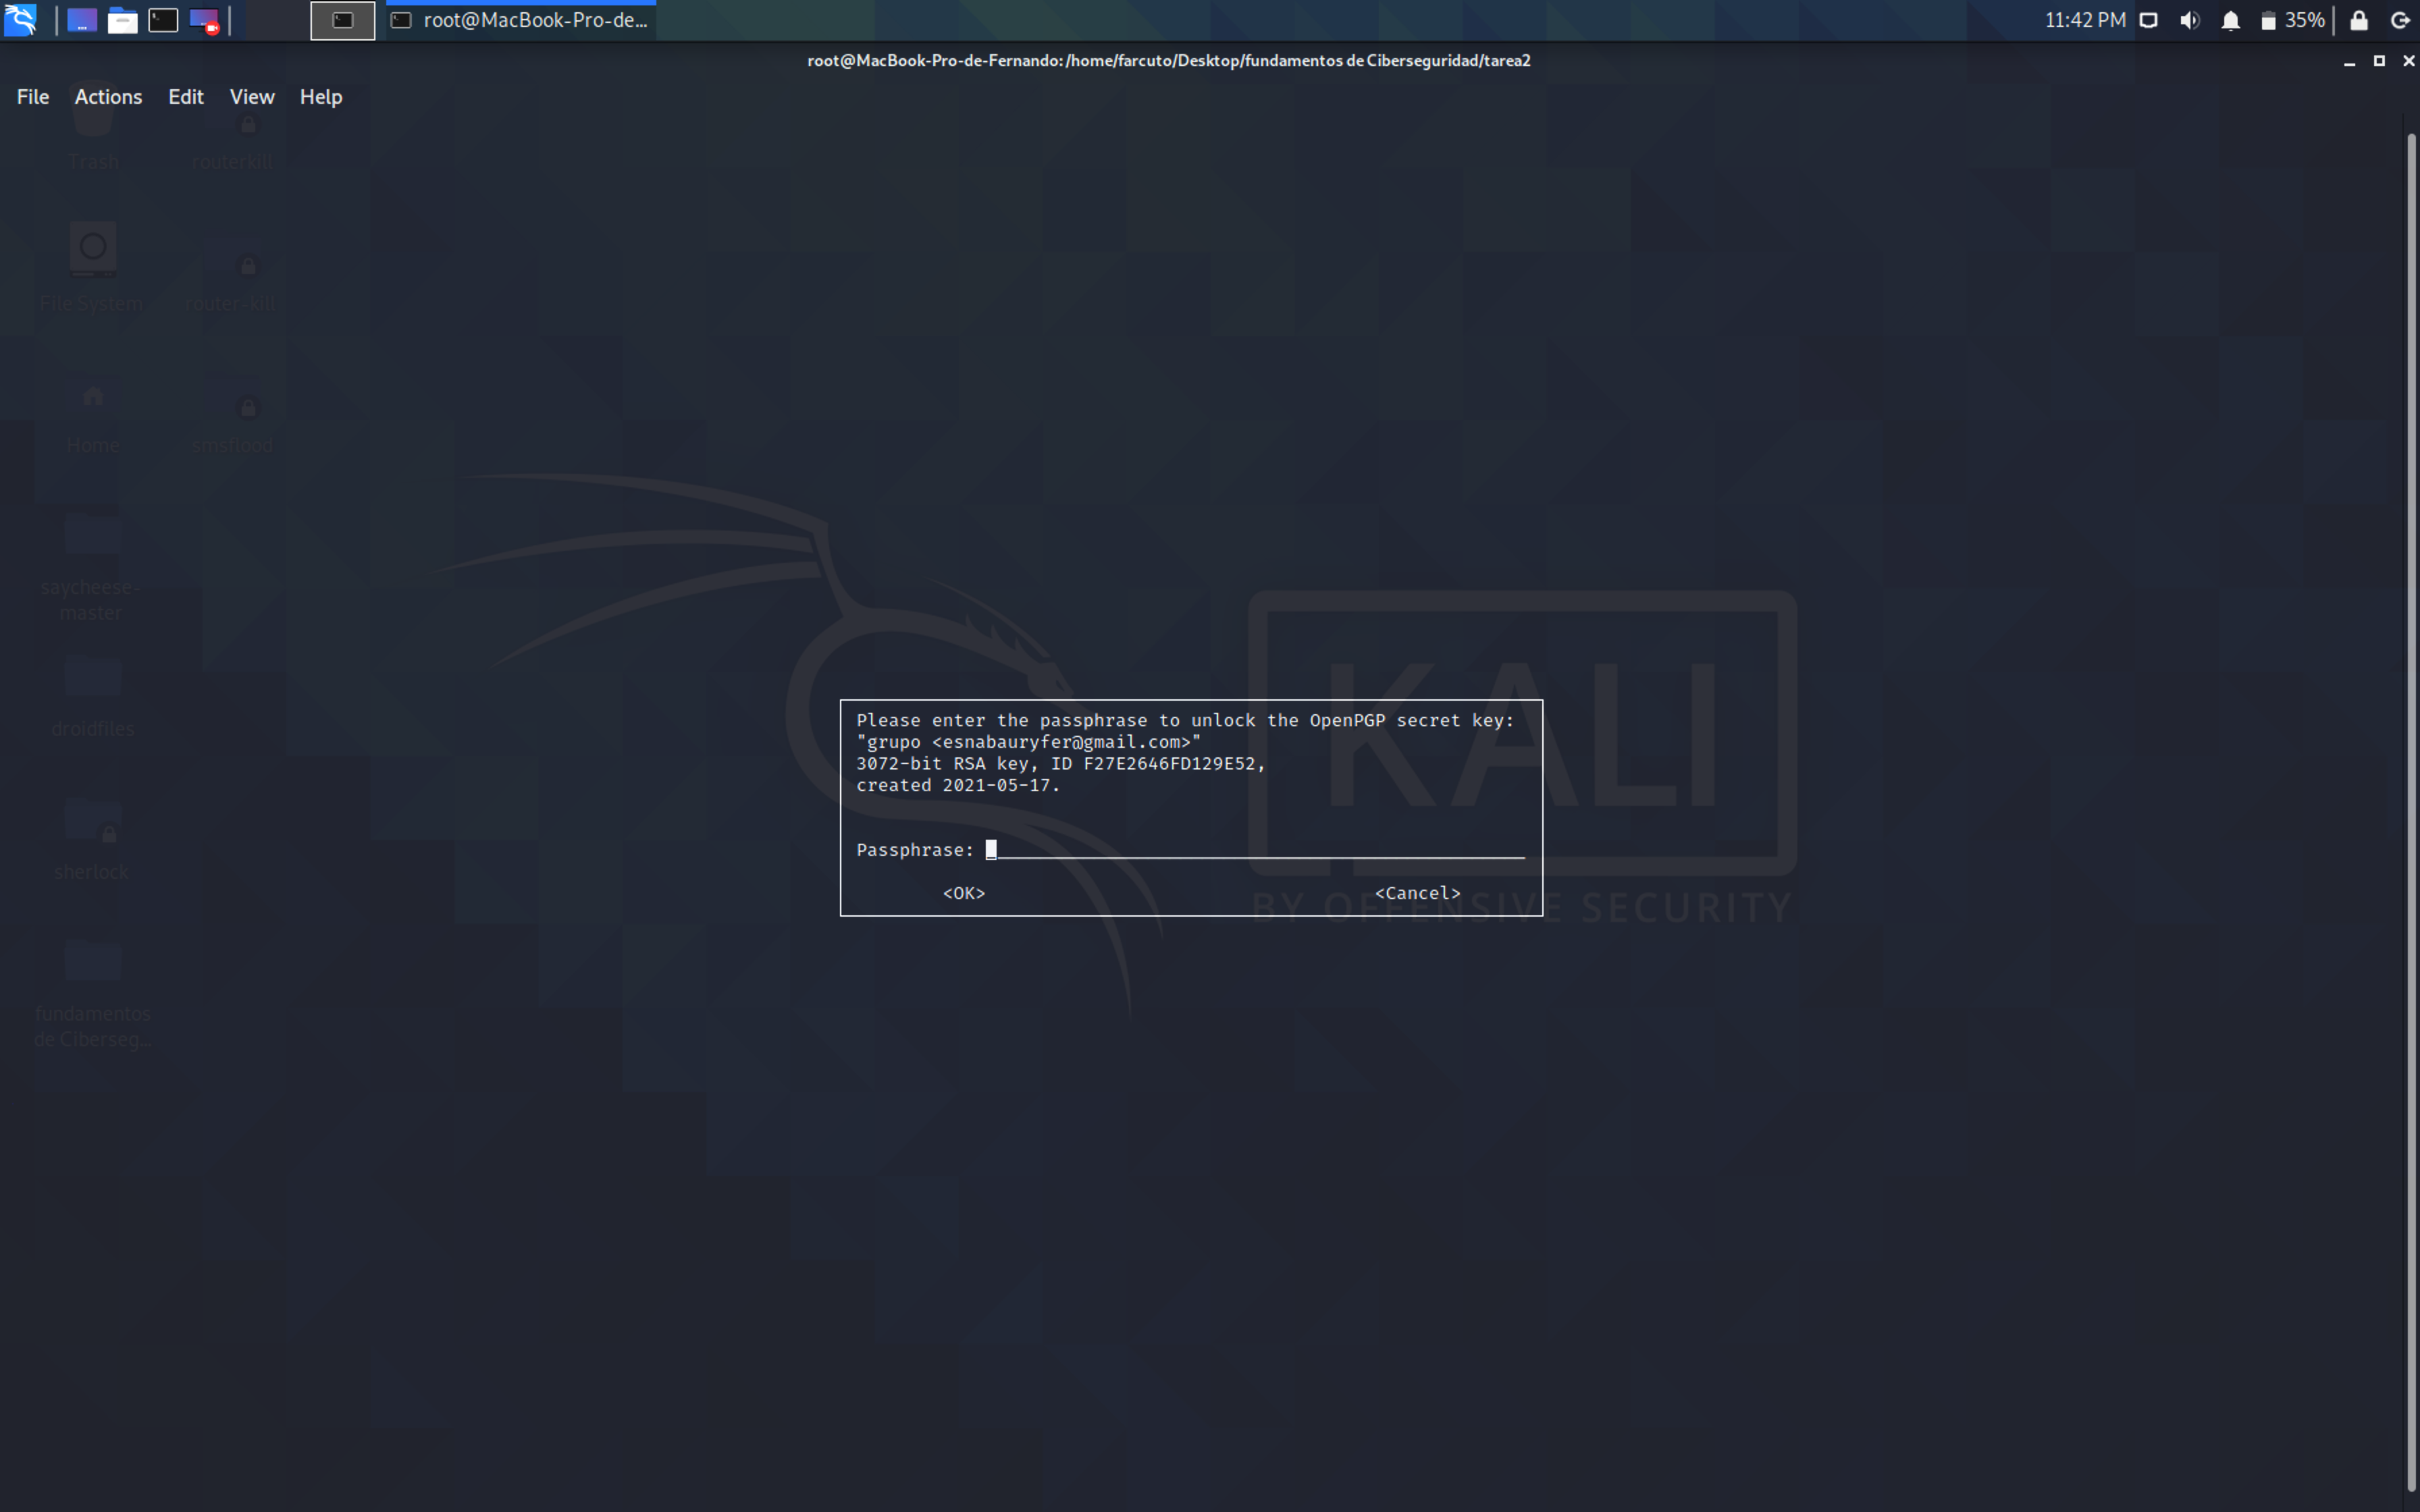 root@MacBook-Pro-de...
11:42 PM
35%
root@MacBook-Pro-de-Fernando:/home/farcuto/Desktop/fundamentos de Ciberseguridad/tarea2
File Actions Edit View Help
Trash
routerkill
File System
router-kill
Home
smsflood
saycheese-
master
droidfiles
sherlock
fundamentos
de Ciberseg...
KALI
BY OFFENSIVE SECURITY
Please enter the passphrase to unlock the OpenPGP secret key:
"grupo <esnabauryfer@gmail.com>"
3072-bit RSA key, ID F27E2646FD129E52,
created 2021-05-17.
Passphrase:
<OK> <Cancel>